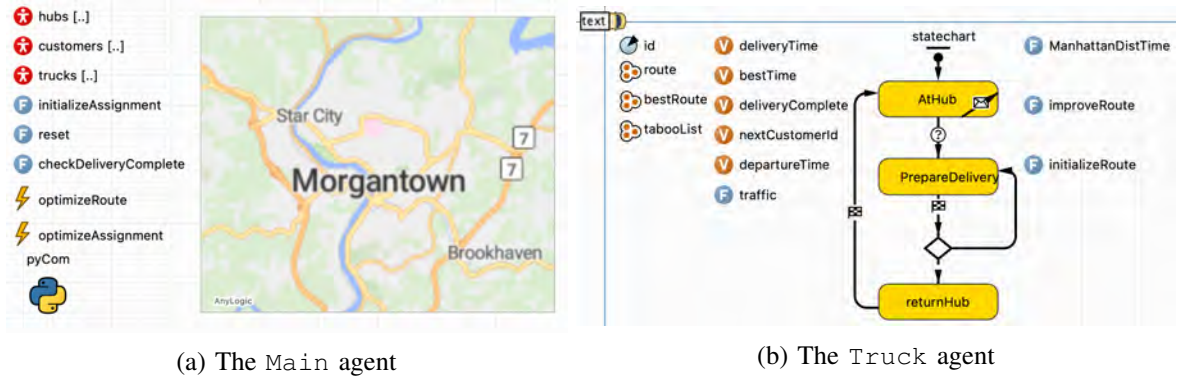 hubs [..]
customers [..]
trucks [..]
initializeAssignment
reset
checkDeliveryComplete
optimizeRoute
optimizeAssignment
pyCom
Star City
7
7
Morgantown
Brookhaven
AnyLogic
(a) The Main agent
text
id
route
bestRoute
tabooList
V deliveryTime
V bestTime
V deliveryComplete
V nextCustomerId
V departureTime
F traffic
statechart
AtHub
?
PrepareDelivery
returnHub
F ManhattanDistTime
F improveRoute
F initializeRoute
(b) The Truck agent